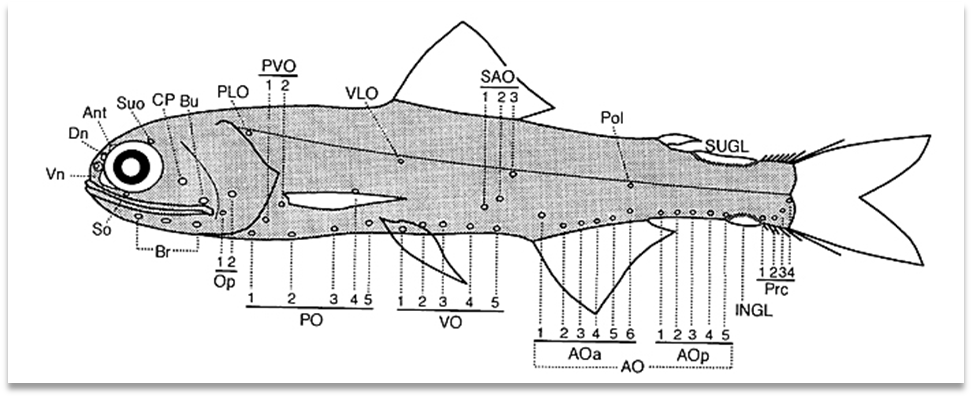 PVO
1 2
SAO
1 2 3
VLO
PLO
CP Bu
Suo
Ant
Dn
Vn
So
Br
1 2
Op
Pol
SUGL
1 2 3 4 5
PO
1 2 3 4 5
VO
1 2 3 4 5 6
AOa
1 2 3 4 5
AOp
AO
INGL
1 2 3 4
Prc